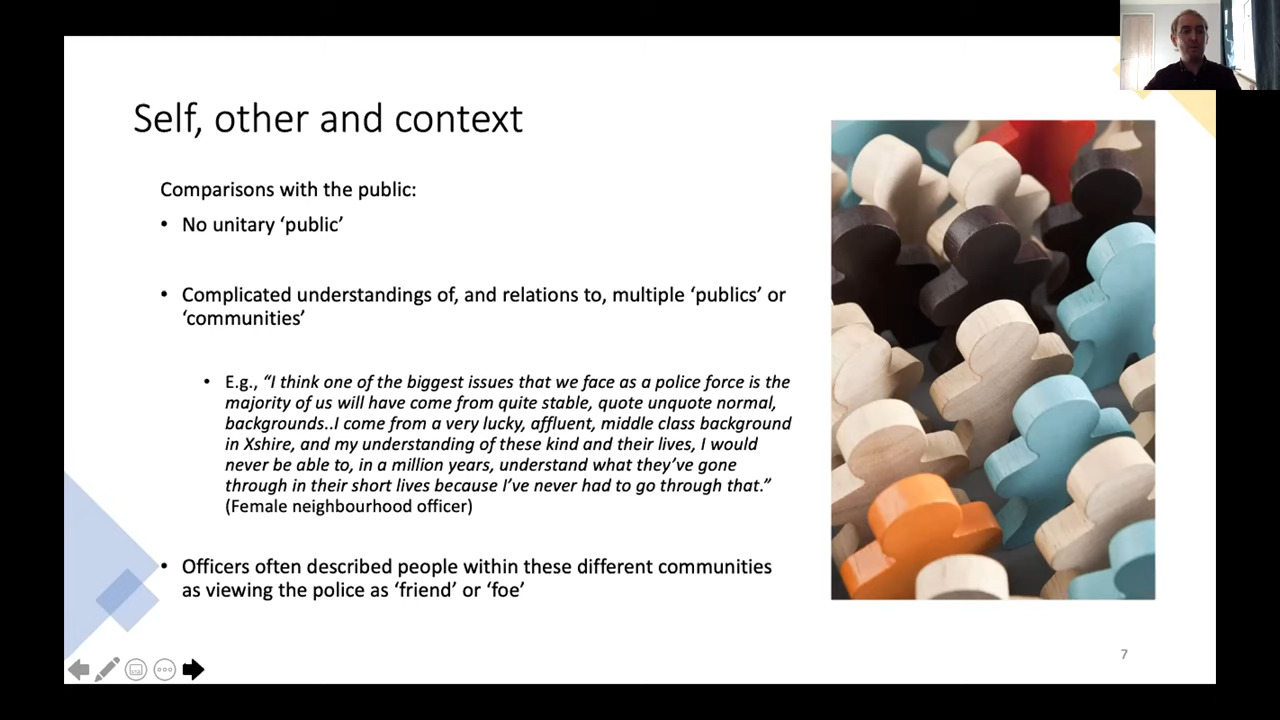 Self, other and context
Comparisons with the public:
• No unitary ‘public’
• Complicated understandings of, and relations to, multiple ‘publics’ or
‘communities’
• E.g., “I think one of the biggest issues that we face as a police force is the
majority of us will have come from quite stable, quote unquote normal,
backgrounds..I come from a very lucky, affluent, middle class background
in Xshire, and my understanding of these kind and their lives, I would
never be able to, in a million years, understand what they’ve gone
through in their short lives because I’ve never had to go through that.”
(Female neighbourhood officer)
• Officers often described people within these different communities
as viewing the police as ‘friend’ or ‘foe’
7